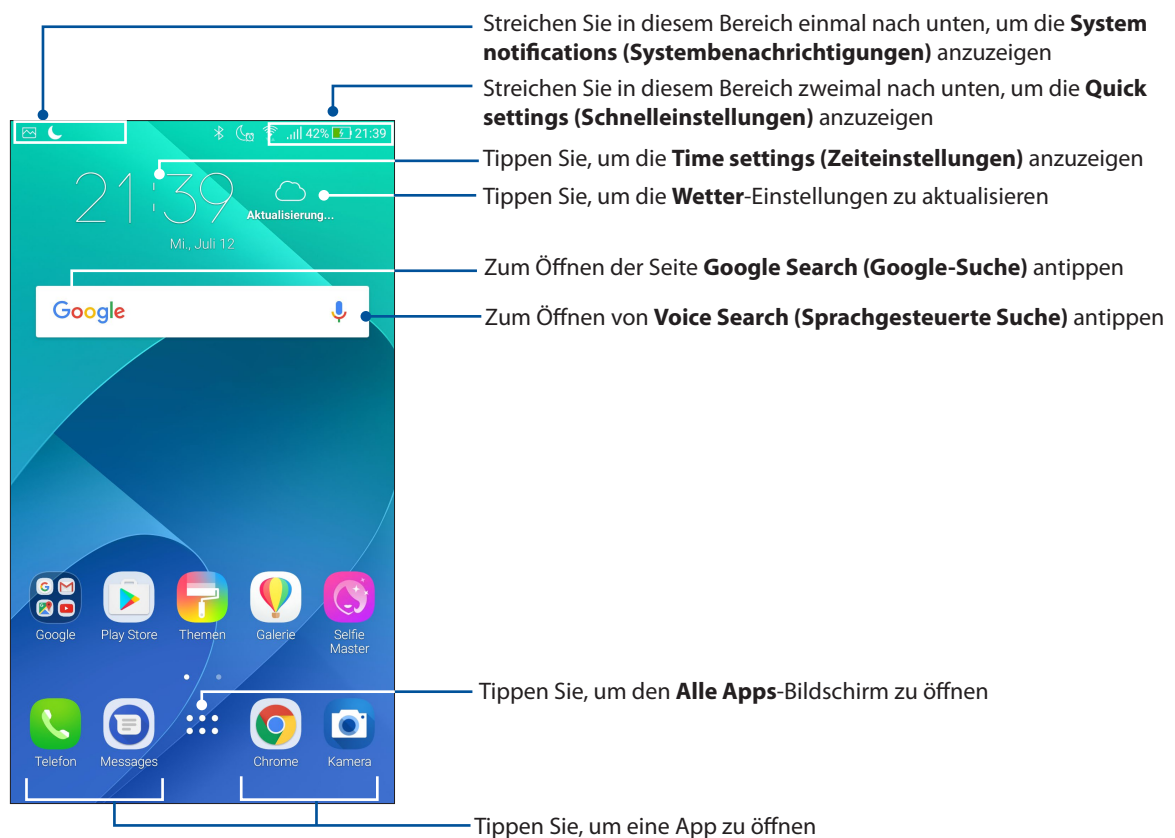 Streichen Sie in diesem Bereich einmal nach unten, um die System
notifications (Systembenachrichtigungen) anzuzeigen
Streichen Sie in diesem Bereich zweimal nach unten, um die Quick
settings (Schnelleinstellungen) anzuzeigen
42% 21:39
Tippen Sie, um die Time settings (Zeiteinstellungen) anzuzeigen
21:39
Tippen Sie, um die Wetter-Einstellungen zu aktualisieren
Aktualisierung...
Mi., Juli 12
Zum Öffnen der Seite Google Search (Google-Suche) antippen
Google
Zum Öffnen von Voice Search (Sprachgesteuerte Suche) antippen
Google Play Store Themen Galerie Selfie
Master
Tippen Sie, um den Alle Apps-Bildschirm zu öffnen
Telefon Messages Chrome Kamera
Tippen Sie, um eine App zu öffnen